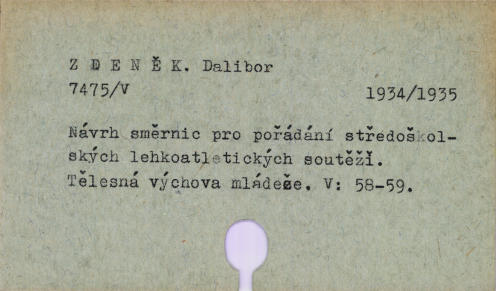 Z D E N Ě K. Dalibor
7475/V 1934/1935
Návrh směrnic pro pořádání středoškol-
ských lehkoatletických soutěží.
Tělesná výchova mládeže. V: 58-59.